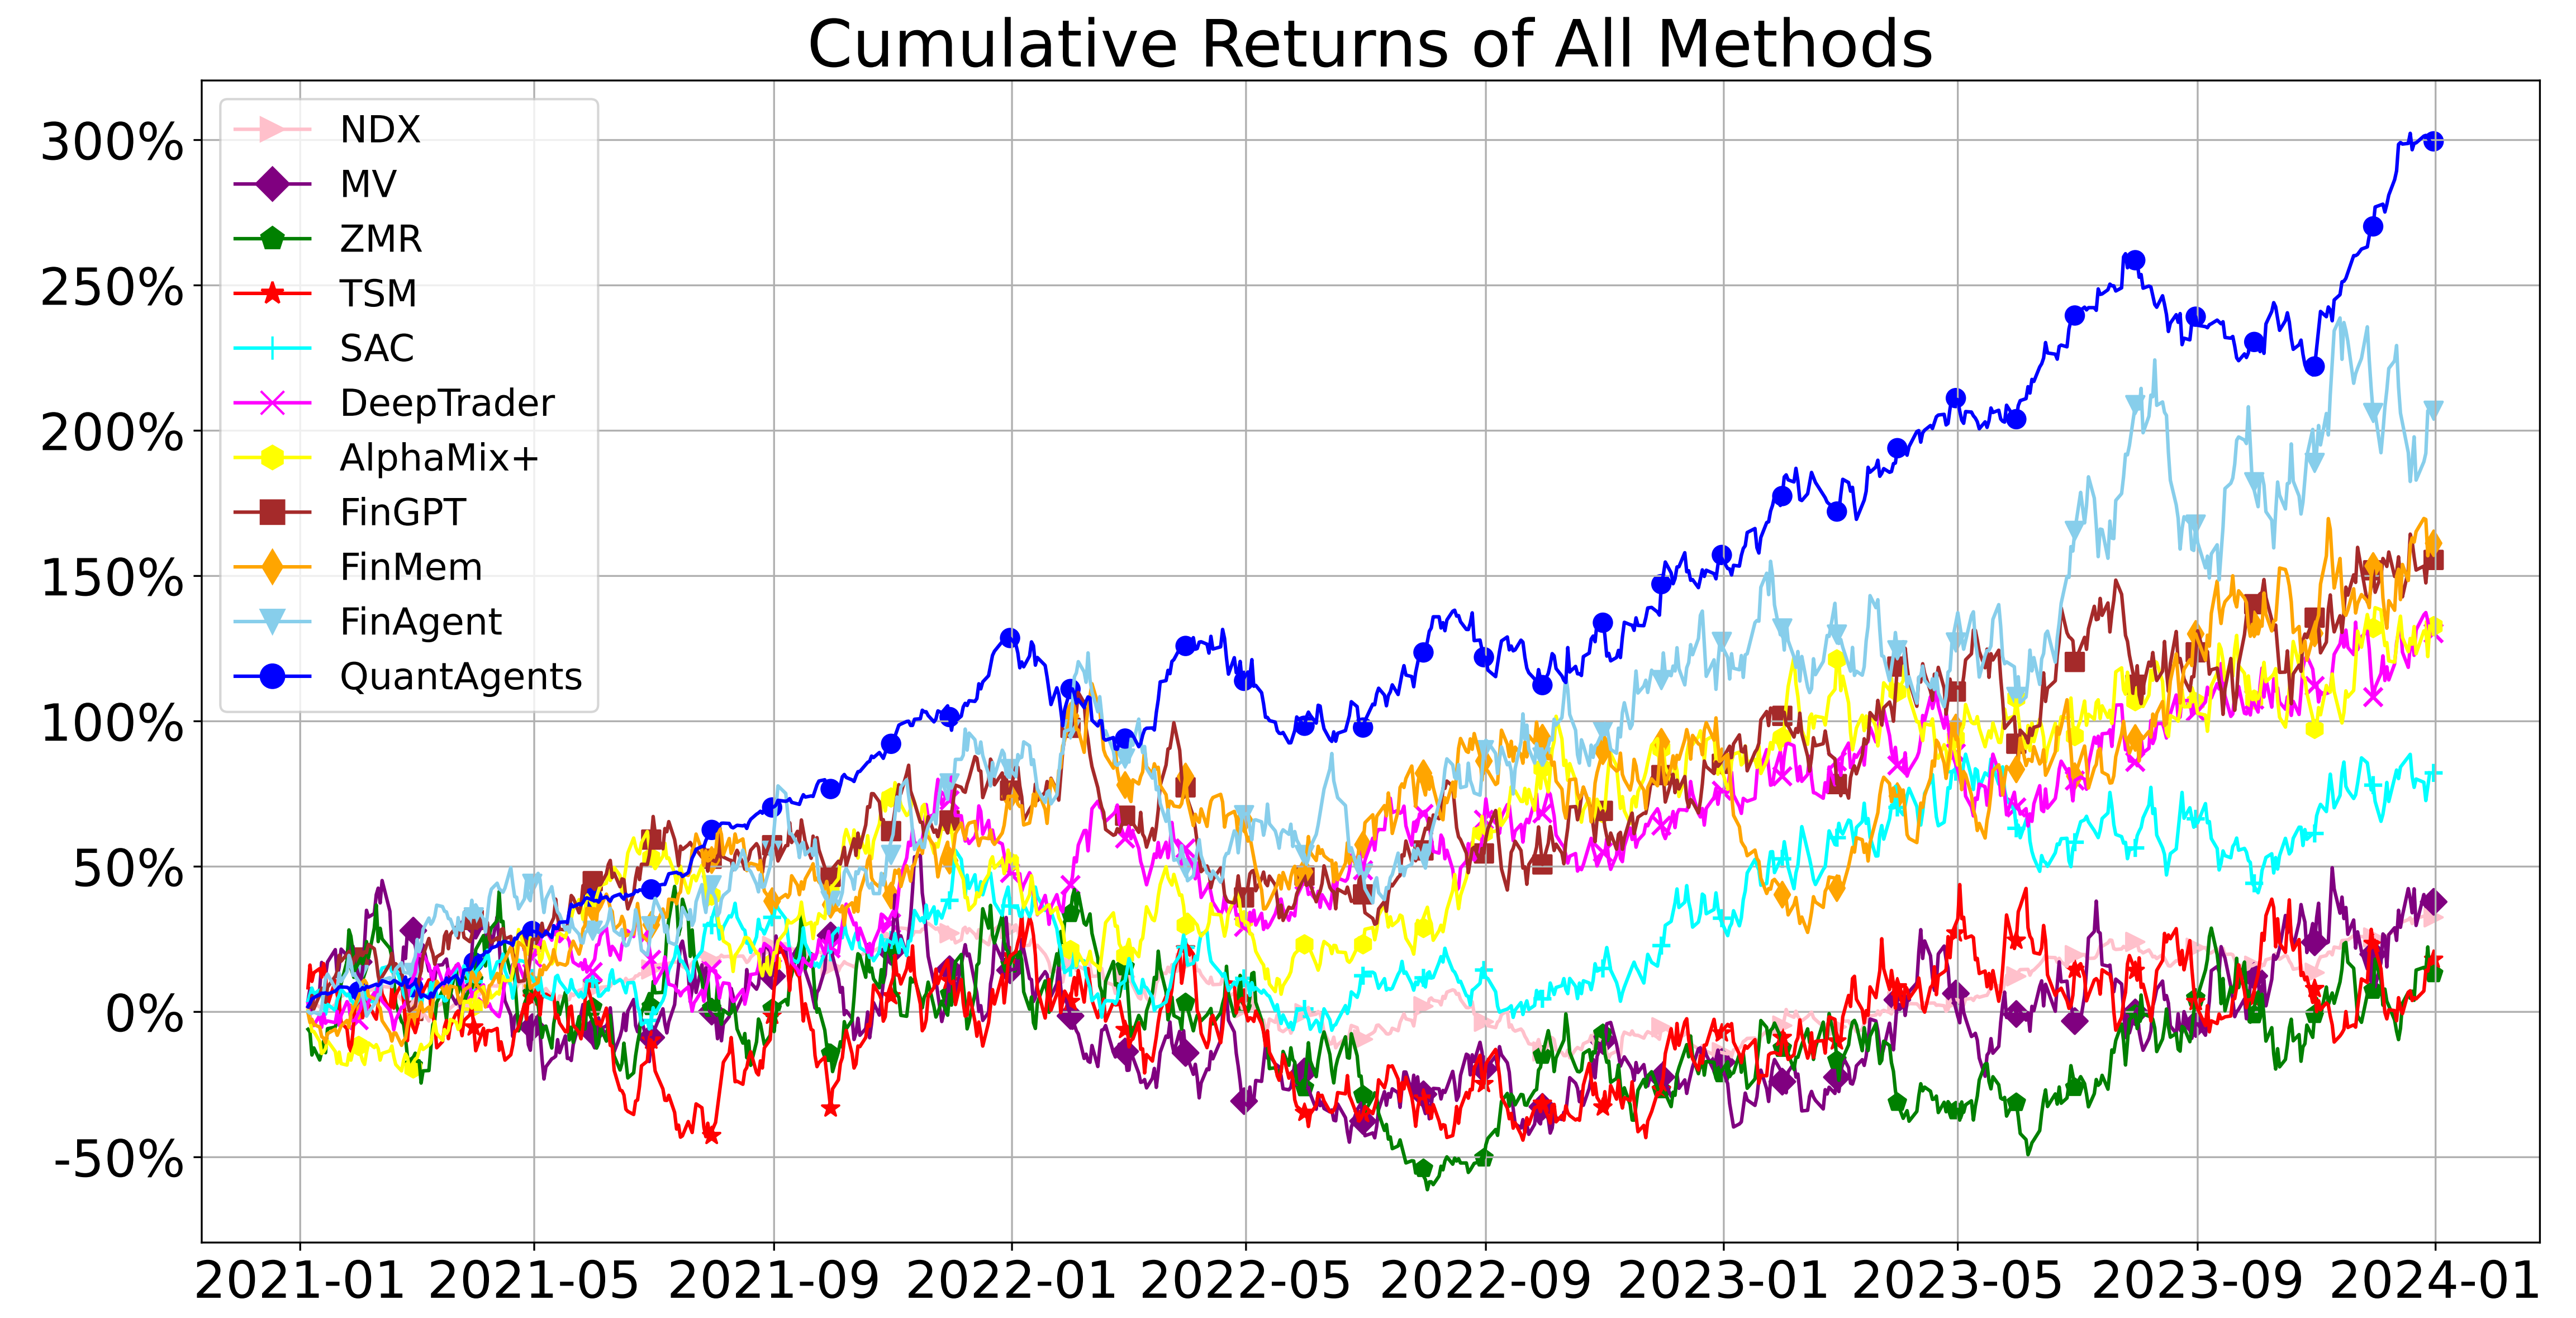 Cumulative Returns of All Methods
300%
250%
200%
150%
100%
50%
0%
-50%
NDX
MV
ZMR
TSM
SAC
DeepTrader
AlphaMix+
FinGPT
FinMem
FinAgent
QuantAgents
2021-01 2021-05 2021-09 2022-01 2022-05 2022-09 2023-01 2023-05 2023-09 2024-01